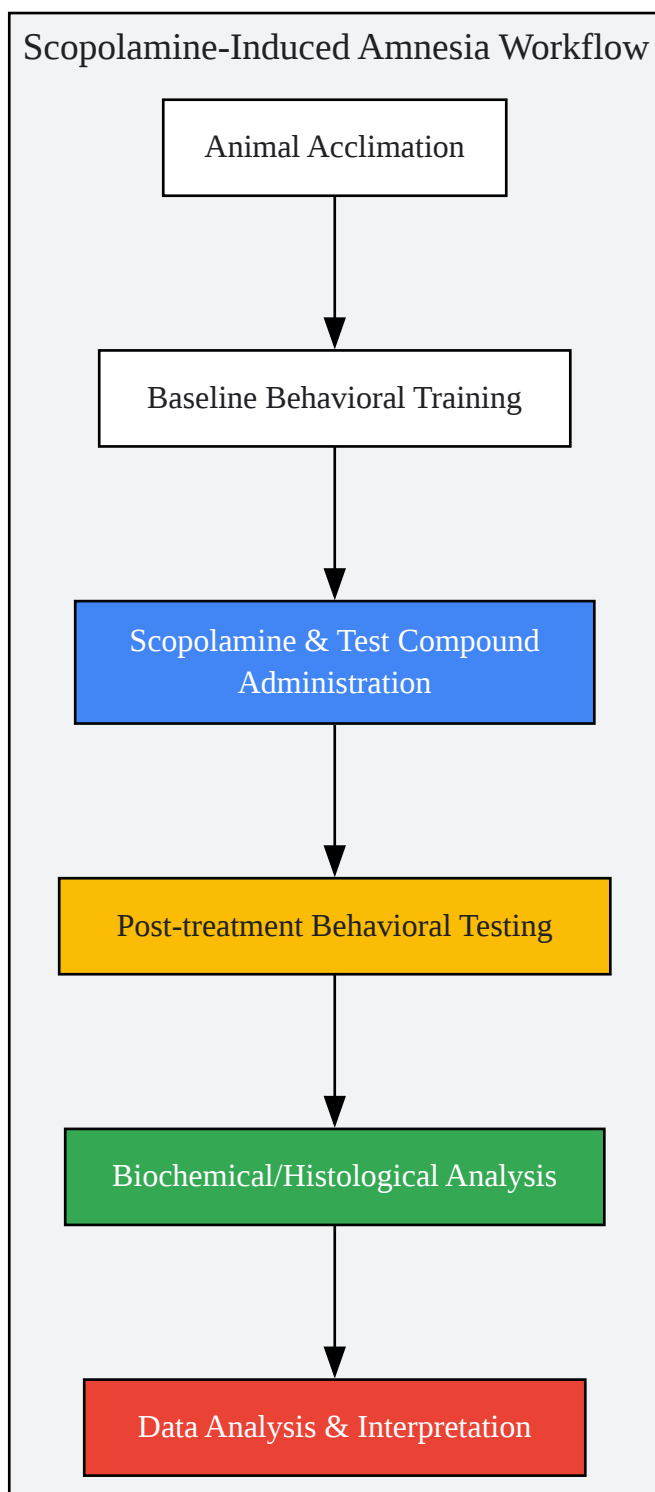 Scopolamine-Induced Amnesia Workflow
Animal Acclimation
Baseline Behavioral Training
Scopolamine & Test Compound
Administration
Post-treatment Behavioral Testing
Biochemical/Histological Analysis
Data Analysis & Interpretation